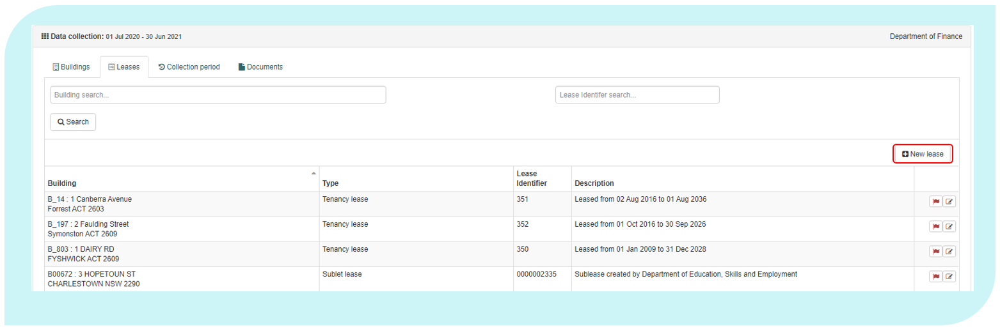 Data collection: 01 Jul 2020 - 30 Jun 2021 Department of Finance
Buildings Leases Collection period Documents
Building search... Lease Identifer search...
Search
New lease
Building Type Lease Identifier Description
B_14 : 1 Canberra Avenue Tenancy lease 351 Leased from 02 Aug 2016 to 01 Aug 2036
Forrest ACT 2603
B_197 : 2 Faulding Street Tenancy lease 352 Leased from 01 Oct 2016 to 30 Sep 2026
Symonston ACT 2609
B_803 : 1 DAIRY RD Tenancy lease 350 Leased from 01 Jan 2009 to 31 Dec 2028
FYSHWICK ACT 2609
B00672 : 3 HOPETOUN ST Sublet lease 0000002335 Sublease created by Department of Education, Skills and Employment
CHARLESTOWN NSW 2290